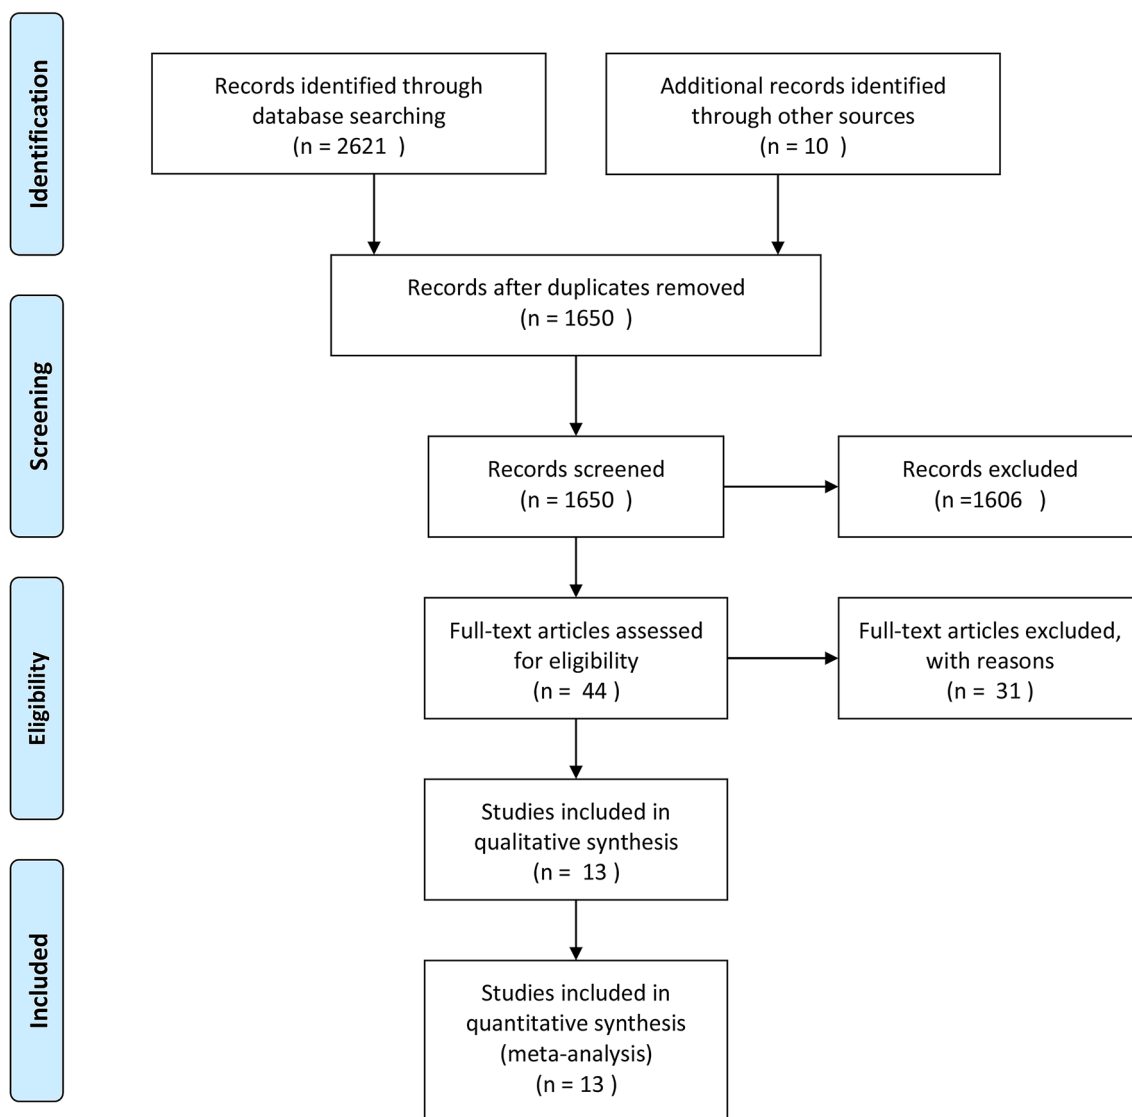 Identification
Records identified through
database searching
(n = 2621 )
Additional records identified
through other sources
(n = 10 )
Records after duplicates removed
(n = 1650 )
Screening
Records screened
(n = 1650 )
Records excluded
(n =1606 )
Eligibility
Full-text articles assessed
for eligibility
(n = 44 )
Full-text articles excluded,
with reasons
(n = 31 )
Studies included in
qualitative synthesis
(n = 13 )
Included
Studies included in
quantitative synthesis
(meta-analysis)
(n = 13 )